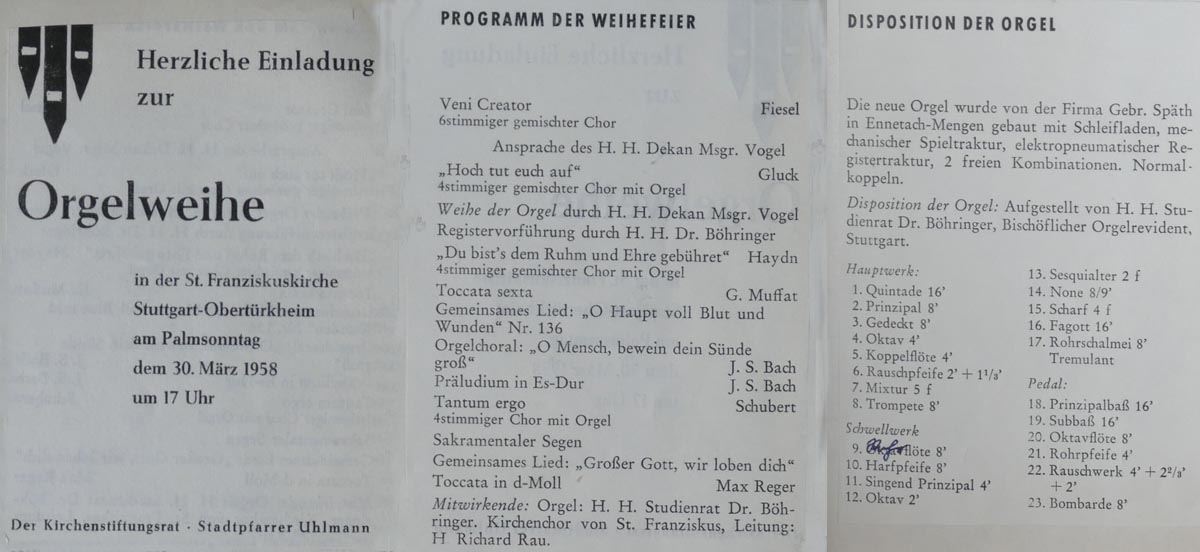 Herzliche Einladung
zur
Orgelweihe
in der St. Franziskuskirche
Stuttgart-Obertürkheim
am Palmsonntag
dem 30. März 1958
um 17 Uhr
Der Kirchenstiftungsrat · Stadtpfarrer Uhlmann
PROGRAMM DER WEIHEFEIER
Veni Creator Fiesel
6stimmiger gemischter Chor
Ansprache des H. H. Dekan Msgr. Vogel
„Hoch tut euch auf“ Gluck
4stimmiger gemischter Chor mit Orgel
Weihe der Orgel durch H. H. Dekan Msgr. Vogel
Registervorführung durch H. H. Dr. Böhringer
„Du bist's dem Ruhm und Ehre gebühret“ Haydn
4stimmiger gemischter Chor mit Orgel
Toccata sexta G. Muffat
Gemeinsames Lied: „O Haupt voll Blut und
Wunden“ Nr. 136
Orgelchoral: „O Mensch, bewein dein Sünde
groß“ J. S. Bach
Präludium in Es-Dur J. S. Bach
Tantum ergo Schubert
4stimmiger Chor mit Orgel
Sakramentaler Segen
Gemeinsames Lied: „Großer Gott, wir loben dich“
Toccata in d-Moll Max Reger
Mitwirkende: Orgel: H. H. Studienrat Dr. Böh-
ringer. Kirchenchor von St. Franziskus, Leitung:
H. Richard Rau.
DISPOSITION DER ORGEL
Die neue Orgel wurde von der Firma Gebr. Späth
in Ennetach-Mengen gebaut mit Schleifladen, me-
chanischer Spieltraktur, elektropneumatischer Re-
gistertraktur, 2 freien Kombinationen. Normal-
koppeln.
Disposition der Orgel: Aufgestellt von H. H. Stu-
dienrat Dr. Böhringer, Bischöflicher Orgelrevident,
Stuttgart.
Hauptwerk:
1. Quintade 16’
2. Prinzipal 8’
3. Gedeckt 8’
4. Oktav 4’
5. Koppelflöte 4’
6. Rauschpfeife 2’ + 1¹/₃’
7. Mixtur 5 f
8. Trompete 8’
Schwellwerk
9. flöte 8’
10. Harfpfeife 8’
11. Singend Prinzipal 4’
12. Oktav 2’
13. Sesquialter 2 f
14. None 8/9’
15. Scharf 4 f
16. Fagott 16’
17. Rohrschalmei 8’
Tremulant
Pedal:
18. Prinzipalbaß 16’
19. Subbaß 16’
20. Oktavflöte 8’
21. Rohrpfeife 4’
22. Rauschwerk 4’ + 2²/₃’
+ 2’
23. Bombarde 8’